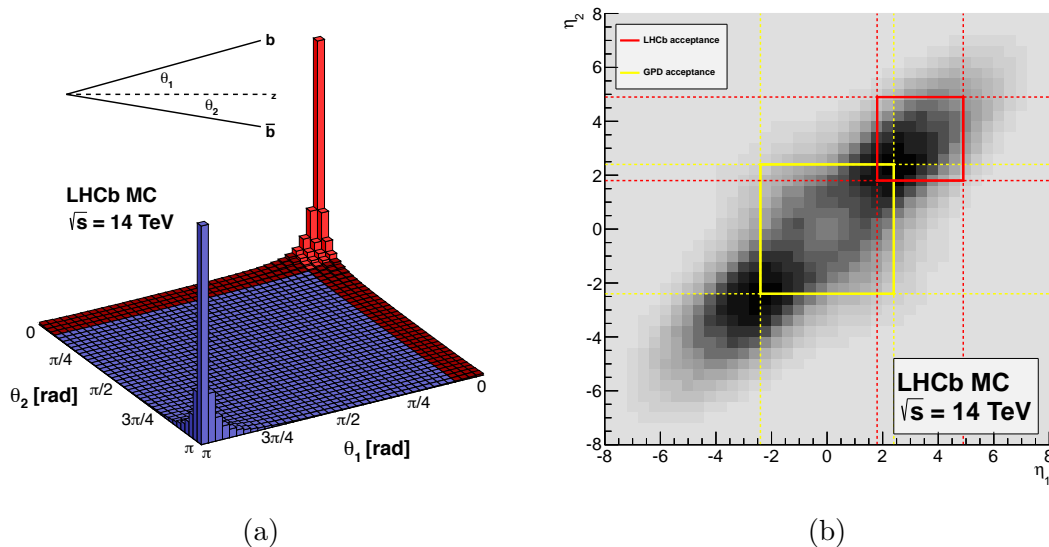 b
θ₁
z
θ₂
b̄
LHCb MC
√s = 14 TeV
0
π/4
π/2
3π/4
π
θ₂ [rad]
π
3π/4
π/2
π/4
0
θ₁ [rad]
(a)
η₂
8
6
4
2
0
-2
-4
-6
-8
LHCb acceptance
GPD acceptance
LHCb MC
√s = 14 TeV
-8 -6 -4 -2 0 2 4 6 8
η₁
(b)